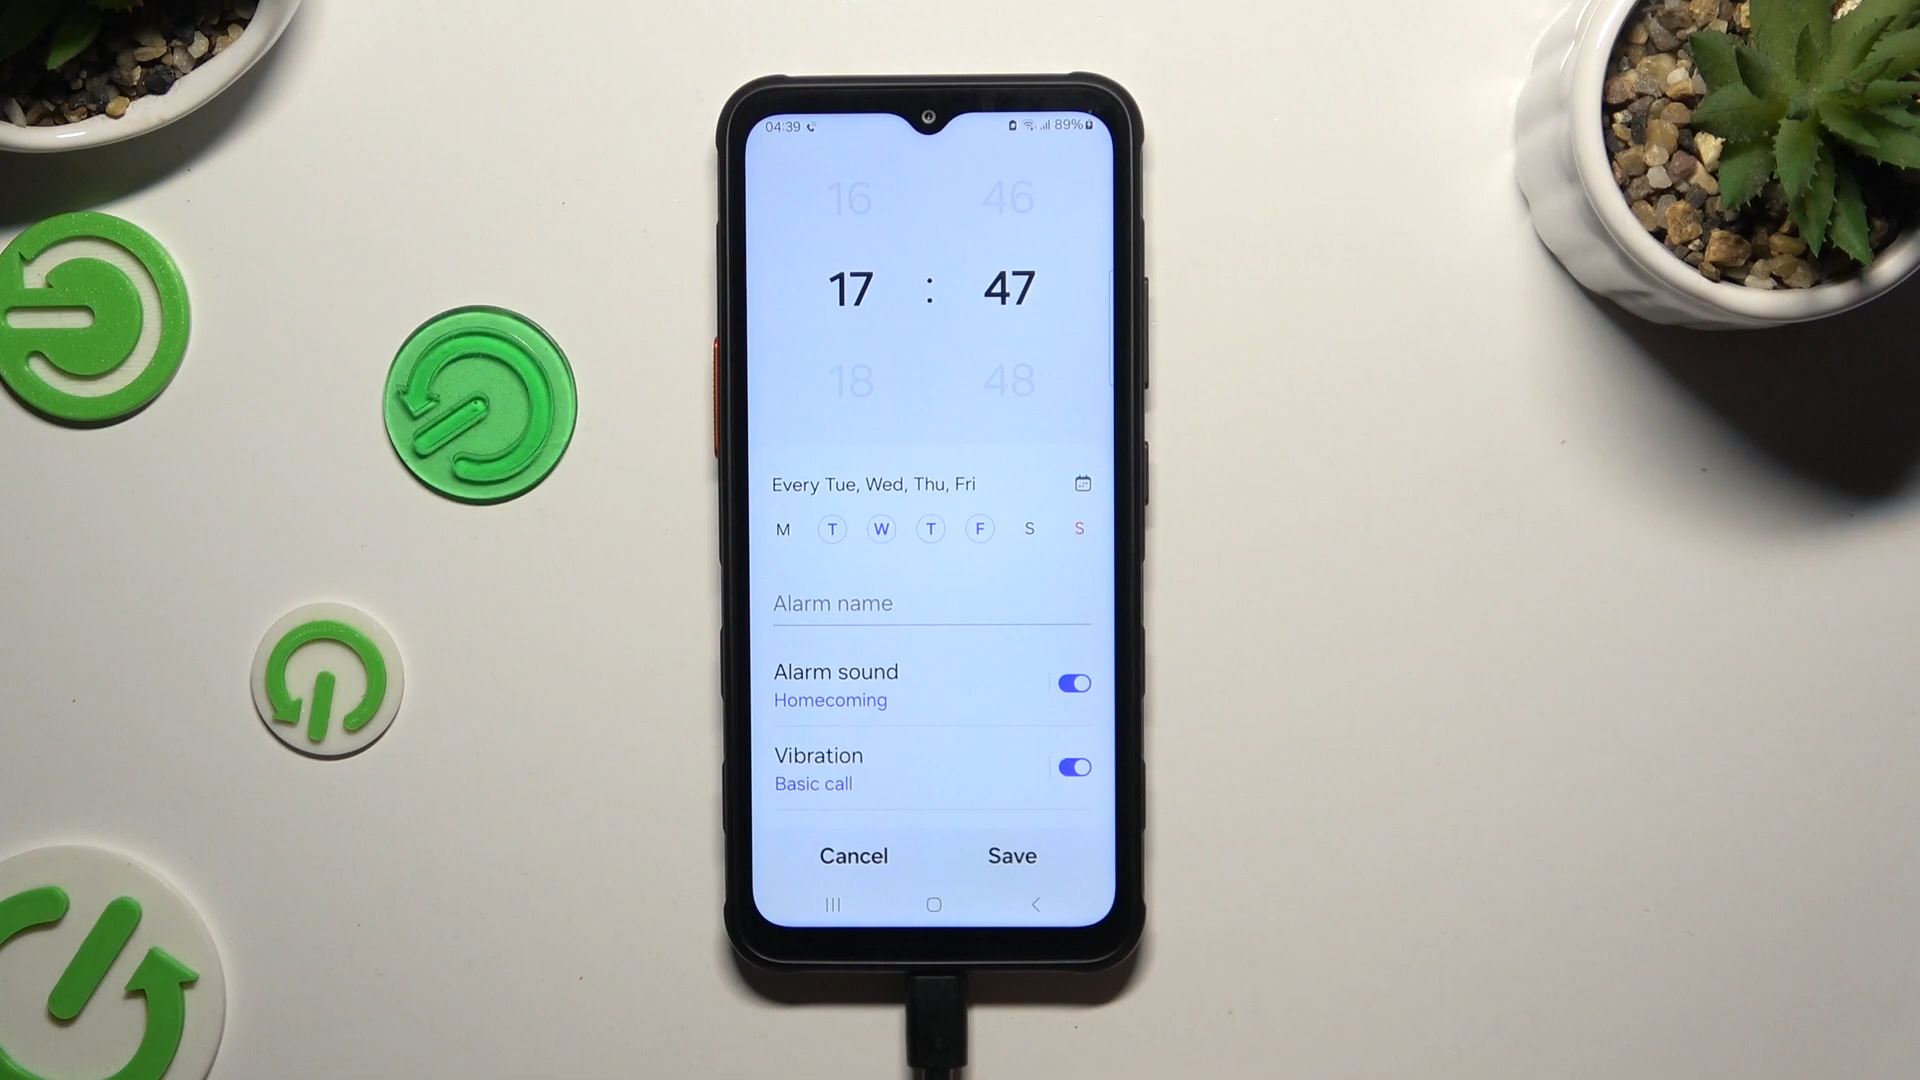 04:39 89%
16 46
17 : 47
18 48
Every Tue, Wed, Thu, Fri
M T W T F S S
Alarm name
Alarm sound
Homecoming
Vibration
Basic call
Cancel Save